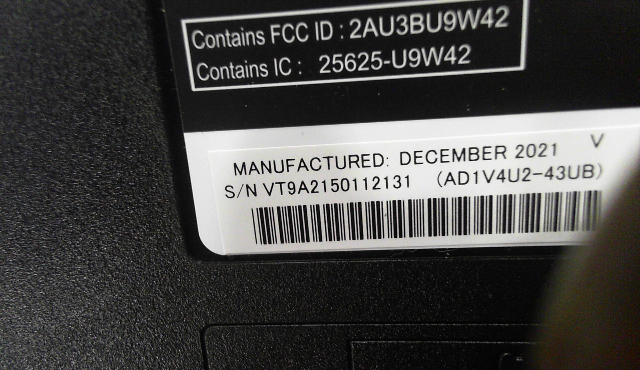 Contains FCC ID : 2AU3BU9W42
Contains IC : 25625-U9W42
V
MANUFACTURED: DECEMBER 2021
S/N VT9A2150112131 (AD1V4U2-43UB)